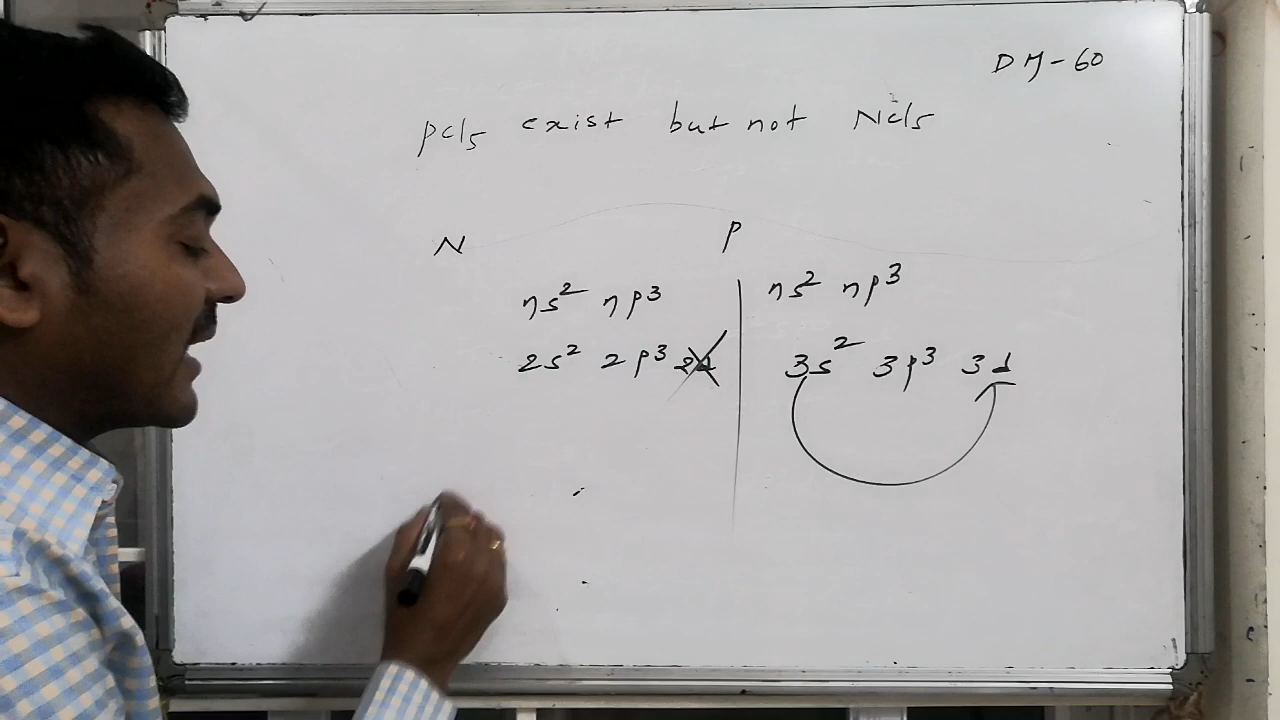 DM-60
pcl5 exist but not Ncl5
N P
ns² np³ ns² np³
2s² 2p³ 2d 3s² 3p³ 3d